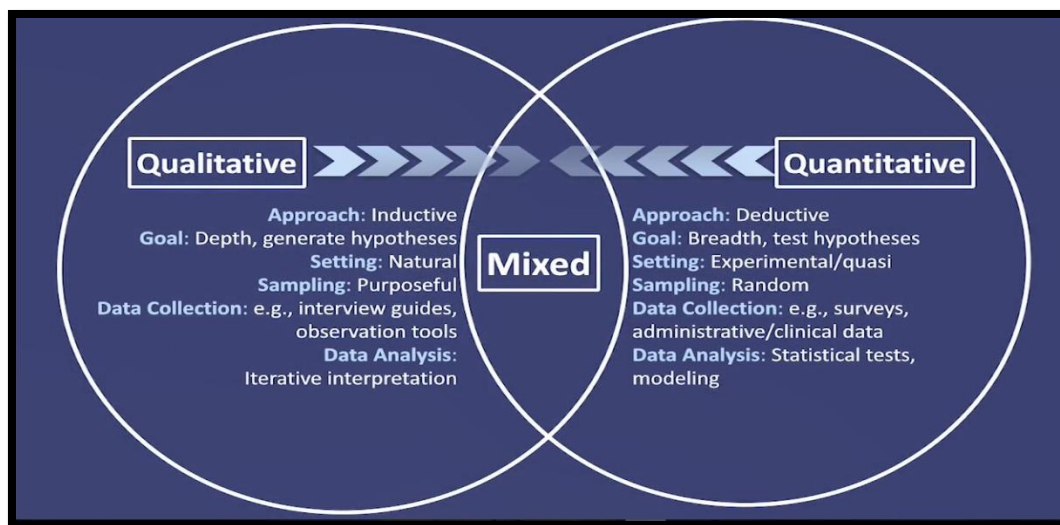 Qualitative
Approach: Inductive
Goal: Depth, generate hypotheses
Setting: Natural
Sampling: Purposeful
Data Collection: e.g., interview guides,
observation tools
Data Analysis:
Iterative interpretation
Mixed
Quantitative
Approach: Deductive
Goal: Breadth, test hypotheses
Setting: Experimental/quasi
Sampling: Random
Data Collection: e.g., surveys,
administrative/clinical data
Data Analysis: Statistical tests,
modeling